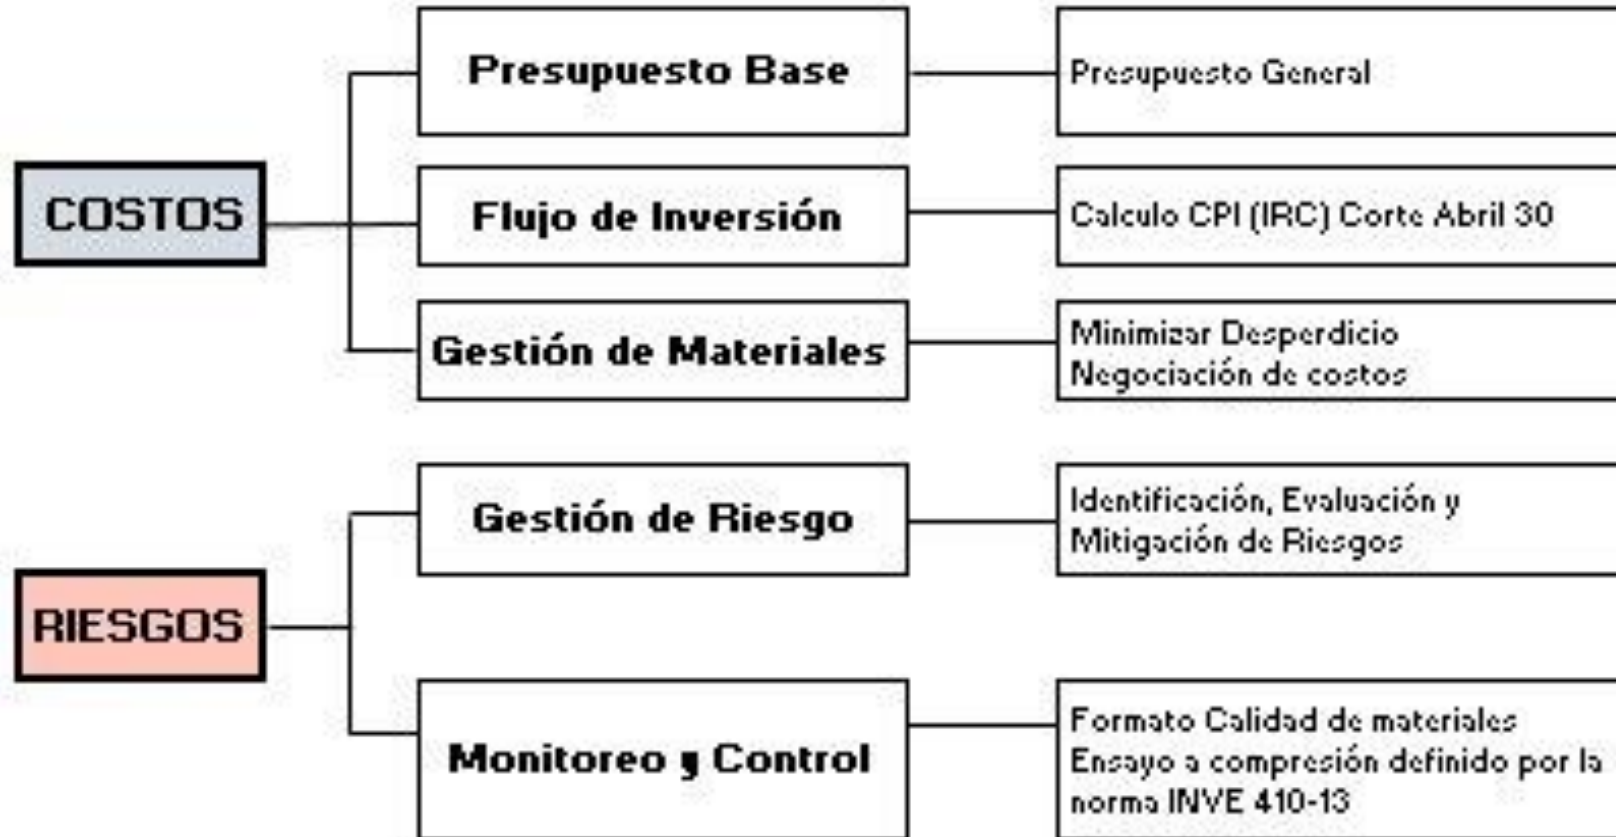 COSTOS
Presupuesto Base
Presupuesto General
Flujo de Inversión
Calculo CPI (IRC) Corte Abril 30
Gestión de Materiales
Minimizar Desperdicio
Negociación de costos
RIESGOS
Gestión de Riesgo
Identificación, Evaluación y
Mitigación de Riesgos
Monitoreo y Control
Formato Calidad de materiales
Ensayo a compresión definido por la
norma INVE 410-13